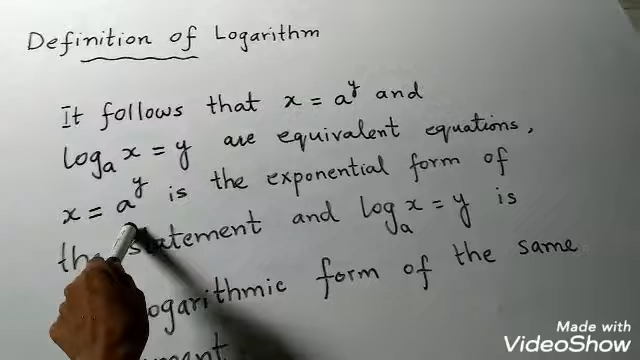 Definition of Logarithm
It follows that x = a^y and
log_a x = y are equivalent equations,
x = a^y is the exponential form of
statement and log_a x = y is
logarithmic form of the same
Made with
VideoShow